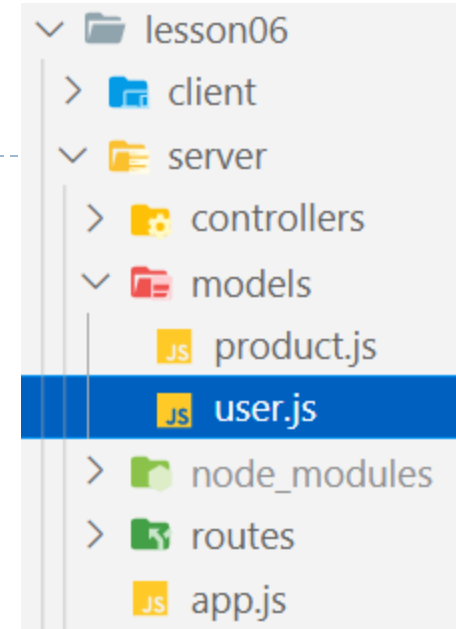 lesson06
client
server
controllers
models
JS product.js
JS user.js
node_modules
routes
JS app.js